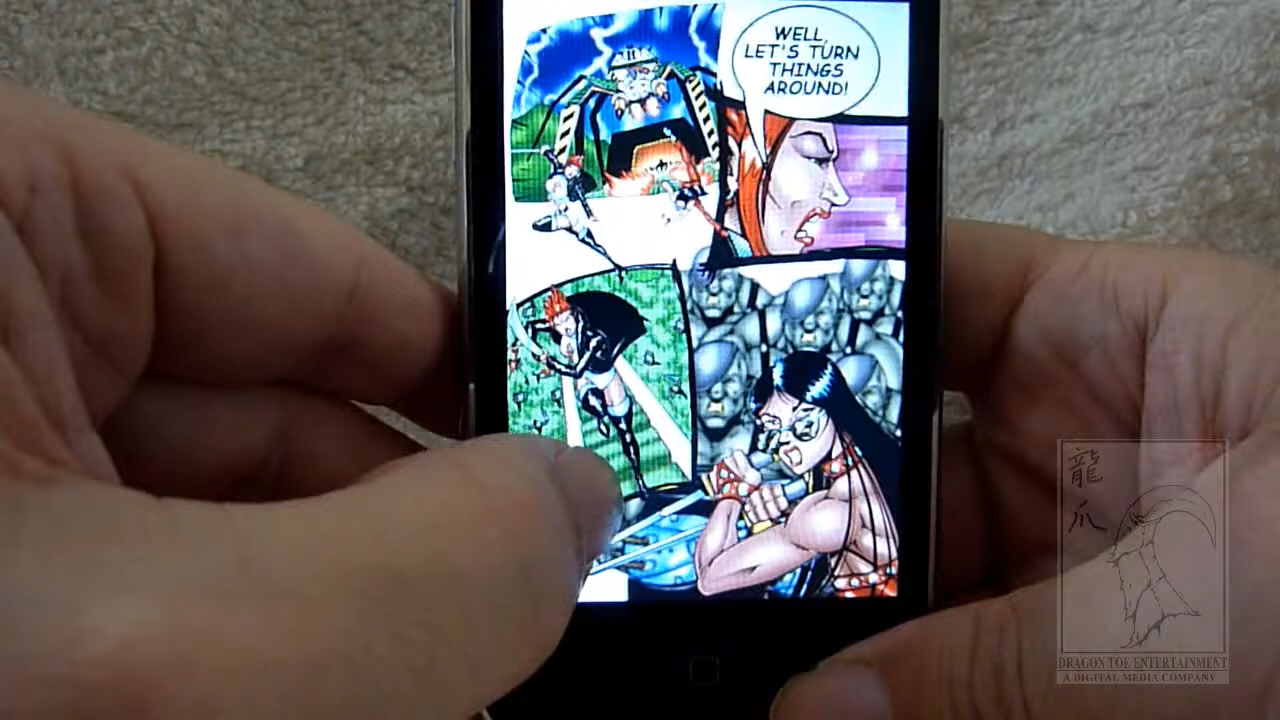 WELL,
LET'S TURN
THINGS
AROUND!
龍
爪
DRAGON TOE ENTERTAINMENT
A DIGITAL MEDIA COMPANY